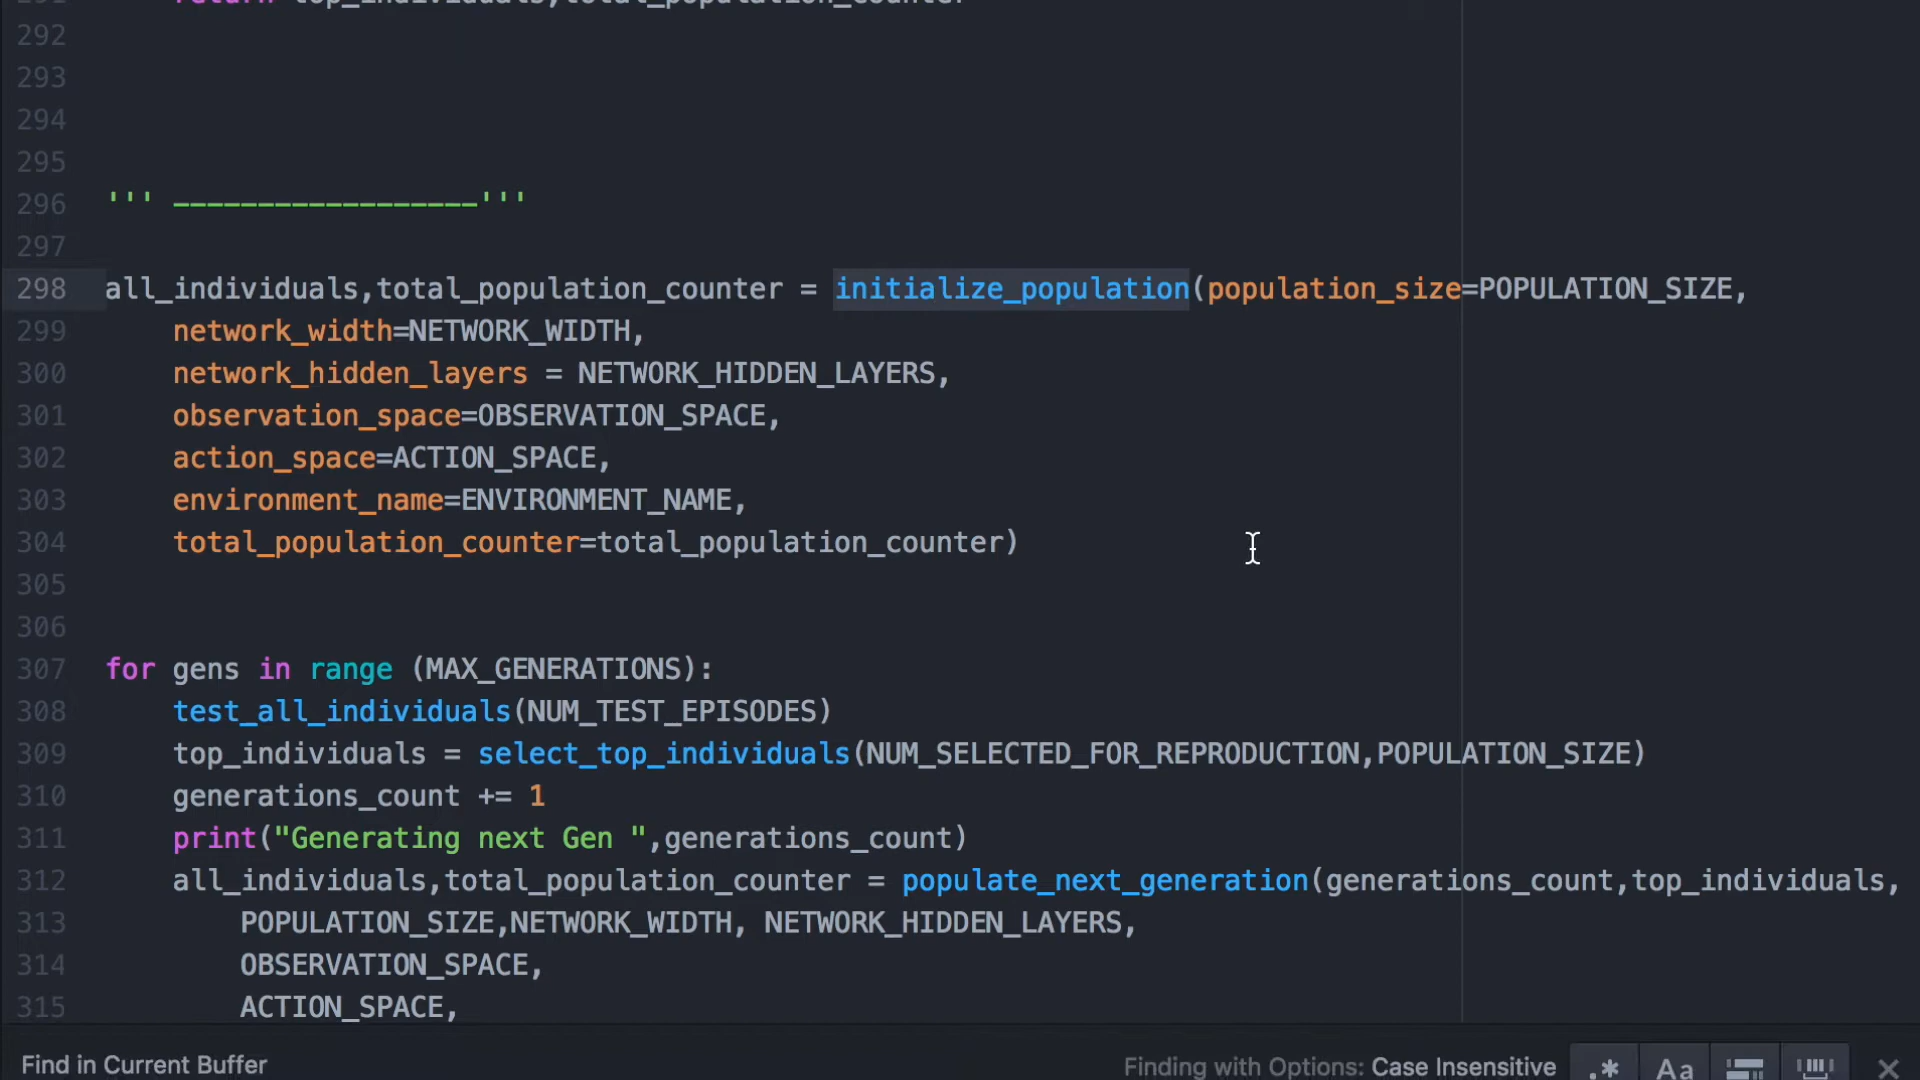 291 return top_individuals,total_population_counter
292
293
294
295
296 ''' __________________'''
297
298 all_individuals,total_population_counter = initialize_population(population_size=POPULATION_SIZE,
299 network_width=NETWORK_WIDTH,
300 network_hidden_layers = NETWORK_HIDDEN_LAYERS,
301 observation_space=OBSERVATION_SPACE,
302 action_space=ACTION_SPACE,
303 environment_name=ENVIRONMENT_NAME,
304 total_population_counter=total_population_counter)
305
306
307 for gens in range (MAX_GENERATIONS):
308 test_all_individuals(NUM_TEST_EPISODES)
309 top_individuals = select_top_individuals(NUM_SELECTED_FOR_REPRODUCTION,POPULATION_SIZE)
310 generations_count += 1
311 print("Generating next Gen ",generations_count)
312 all_individuals,total_population_counter = populate_next_generation(generations_count,top_individuals,
313 POPULATION_SIZE,NETWORK_WIDTH, NETWORK_HIDDEN_LAYERS,
314 OBSERVATION_SPACE,
315 ACTION_SPACE,
Find in Current Buffer Finding with Options: Case Insensitive .* Aa